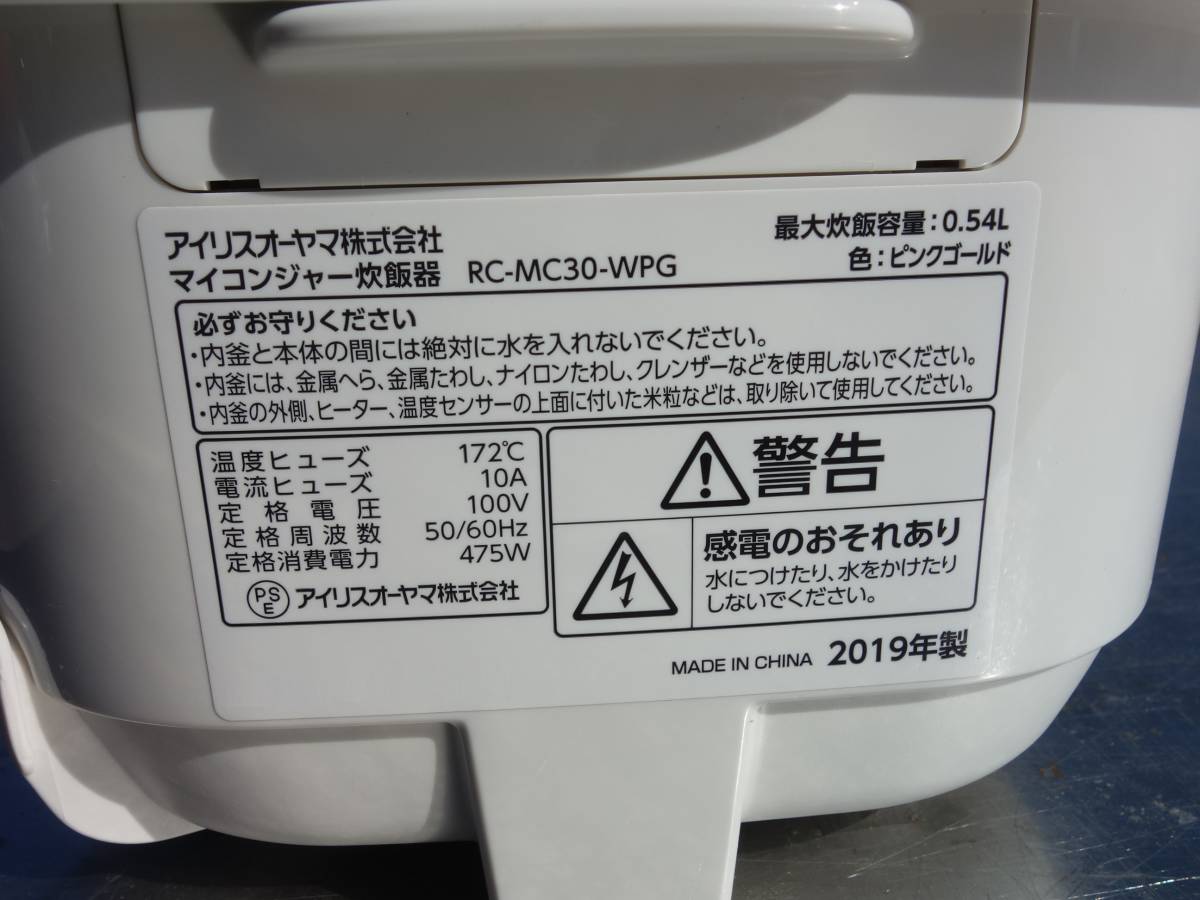 アイリスオーヤマ株式会社
マイコンジャー炊飯器 RC-MC30-WPG
最大炊飯容量:0.54L
色:ピンクゴールド
必ずお守りください
・内釜と本体の間には絶対に水を入れないでください。
・内釜には、金属へら、金属たわし、ナイロンたわし、クレンザーなどを使用しないでください。
・内釜の外側、ヒーター、温度センサーの上面に付いた米粒などは、取り除いて使用してください。
温度ヒューズ 172℃
電流ヒューズ 10A
定格電圧 100V
定格周波数 50/60Hz
定格消費電力 475W
PSE アイリスオーヤマ株式会社
警告
感電のおそれあり
水につけたり、水をかけたり
しないでください。
MADE IN CHINA 2019年製